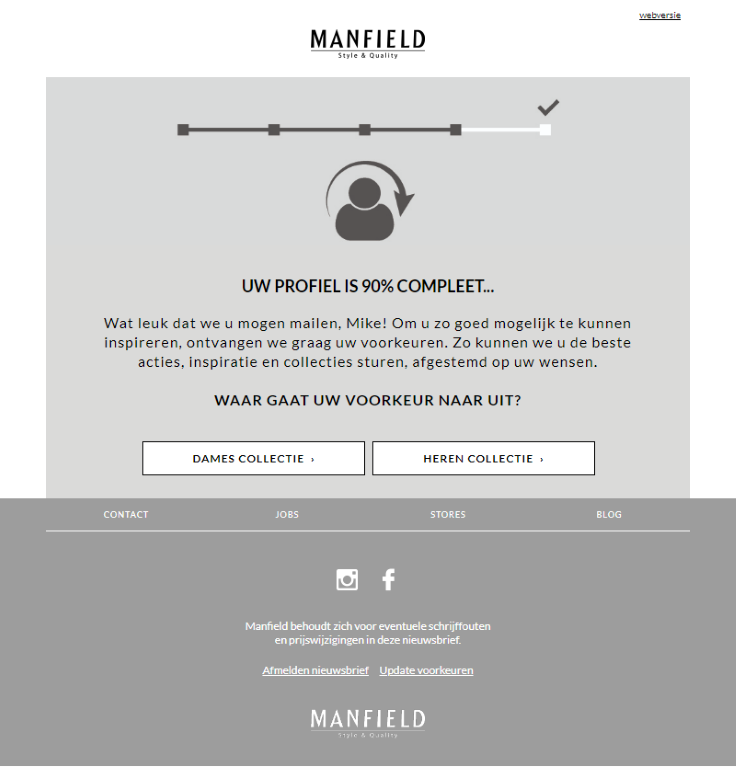 webversie
MANFIELD
Style & Quality
UW PROFIEL IS 90% COMPLEET...
Wat leuk dat we u mogen mailen, Mike! Om u zo goed mogelijk te kunnen
inspireren, ontvangen we graag uw voorkeuren. Zo kunnen we u de beste
acties, inspiratie en collecties sturen, afgestemd op uw wensen.
WAAR GAAT UW VOORKEUR NAAR UIT?
DAMES COLLECTIE ›
HEREN COLLECTIE ›
CONTACT JOBS STORES BLOG
Manfield behoudt zich voor eventuele schrijffouten
en prijswijzigingen in deze nieuwsbrief.
Afmelden nieuwsbrief Update voorkeuren
MANFIELD
Style & Quality